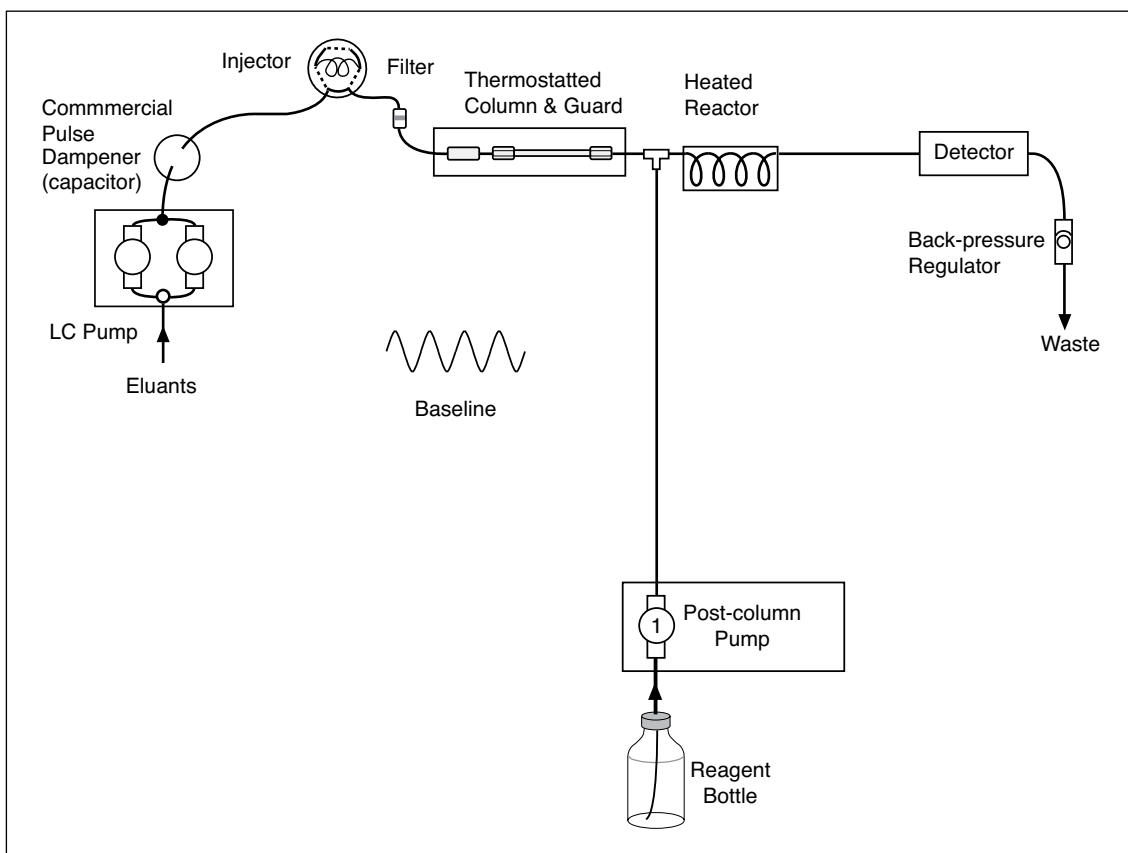 Injector
Filter
Commmercial
Pulse
Dampener
(capacitor)
Thermostatted
Column & Guard
Heated
Reactor
Detector
Back-pressure
Regulator
Waste
LC Pump
Eluants
Baseline
1
Post-column
Pump
Reagent
Bottle